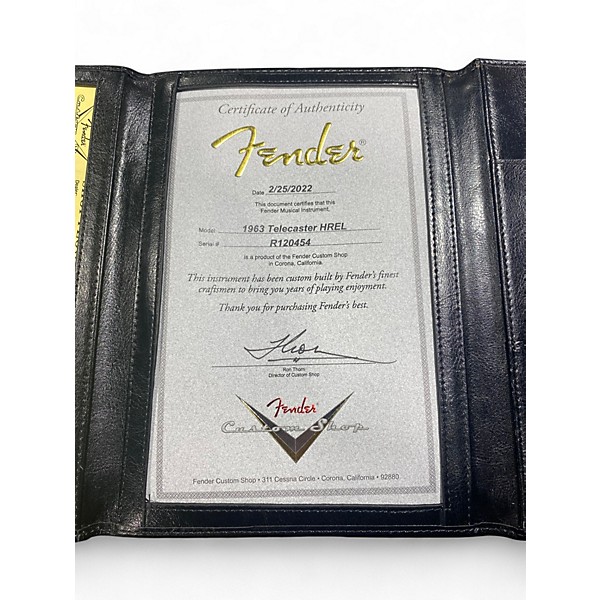 Certificate of Authenticity
Fender®
Date 2/25/2022
This document certifies that this
Fender Musical Instrument,
Model 1963 Telecaster HREL
Serial # R120454
is a product of the Fender Custom Shop
in Corona, California.
This instrument has been custom built by Fender's finest
craftsmen to bring you years of playing enjoyment.
Thank you for purchasing Fender's best.
Ron Thorn
Director of Custom Shop
Fender
Custom Shop
Fender Custom Shop • 311 Cessna Circle • Corona, California • 92880